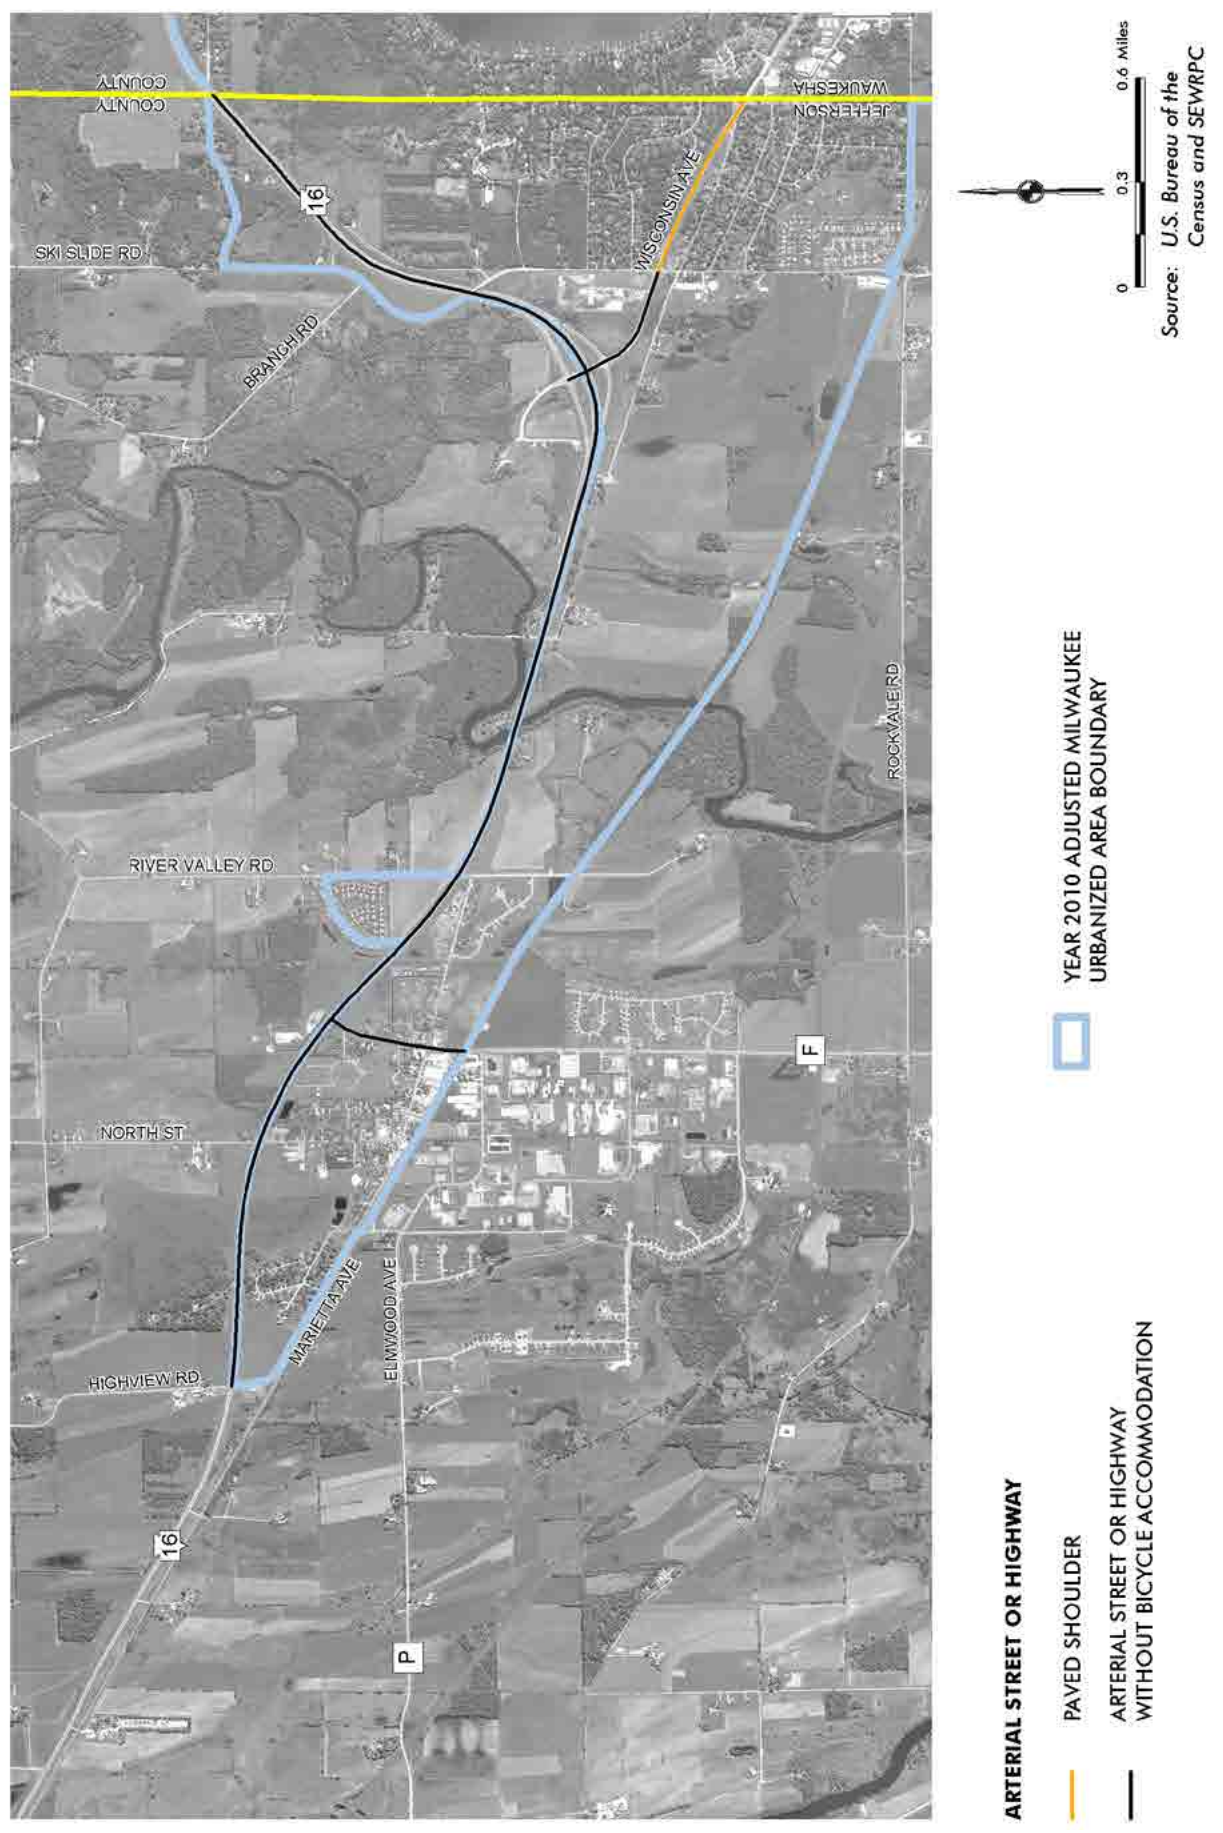 JEFFERSON
COUNTY
WAUKESHA
COUNTY
SKI SLIDE RD
16
BRANCH RD
WISCONSIN AVE
RIVER VALLEY RD
ROCKVALE RD
NORTH ST
F
HIGHVIEW RD
MARIETTA AVE
ELMWOOD AVE
16
P
ARTERIAL STREET OR HIGHWAY
PAVED SHOULDER
ARTERIAL STREET OR HIGHWAY
WITHOUT BICYCLE ACCOMMODATION
YEAR 2010 ADJUSTED MILWAUKEE
URBANIZED AREA BOUNDARY
0 0.3 0.6 Miles
Source: U.S. Bureau of the
Census and SEWRPC